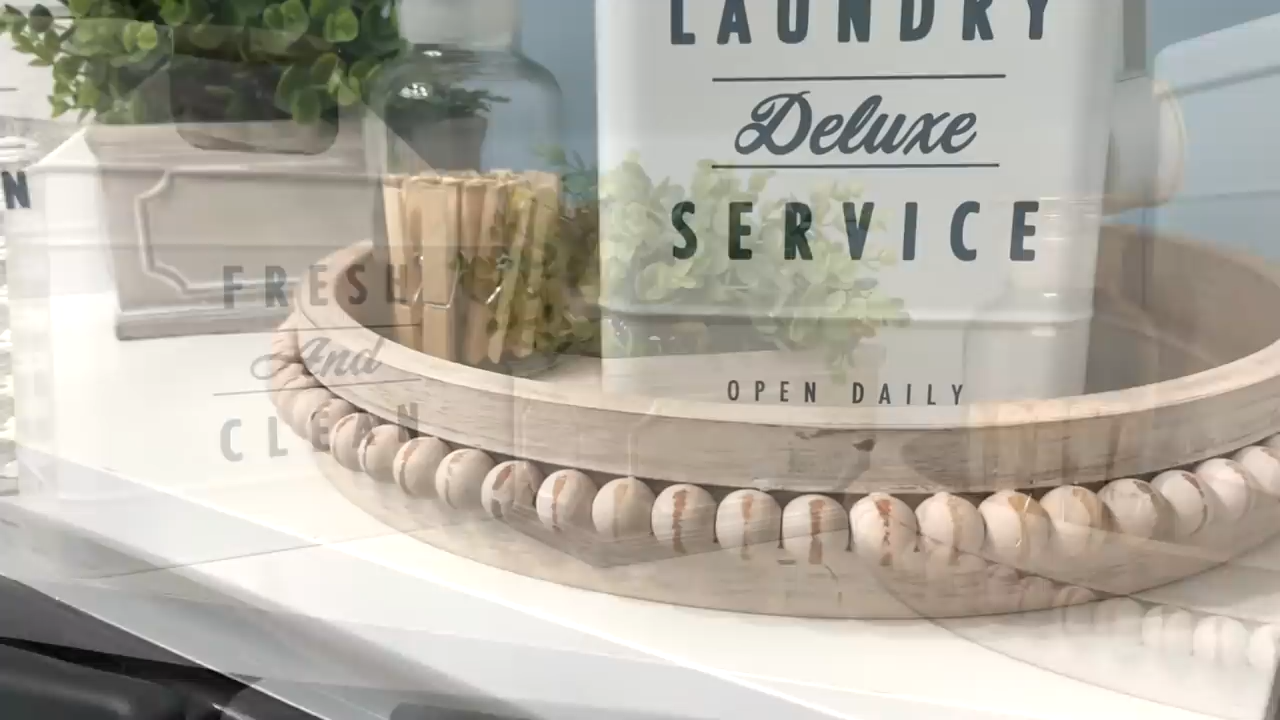 LAUNDRY
Deluxe
SERVICE
OPEN DAILY
N
FRESH
And
CLEAN